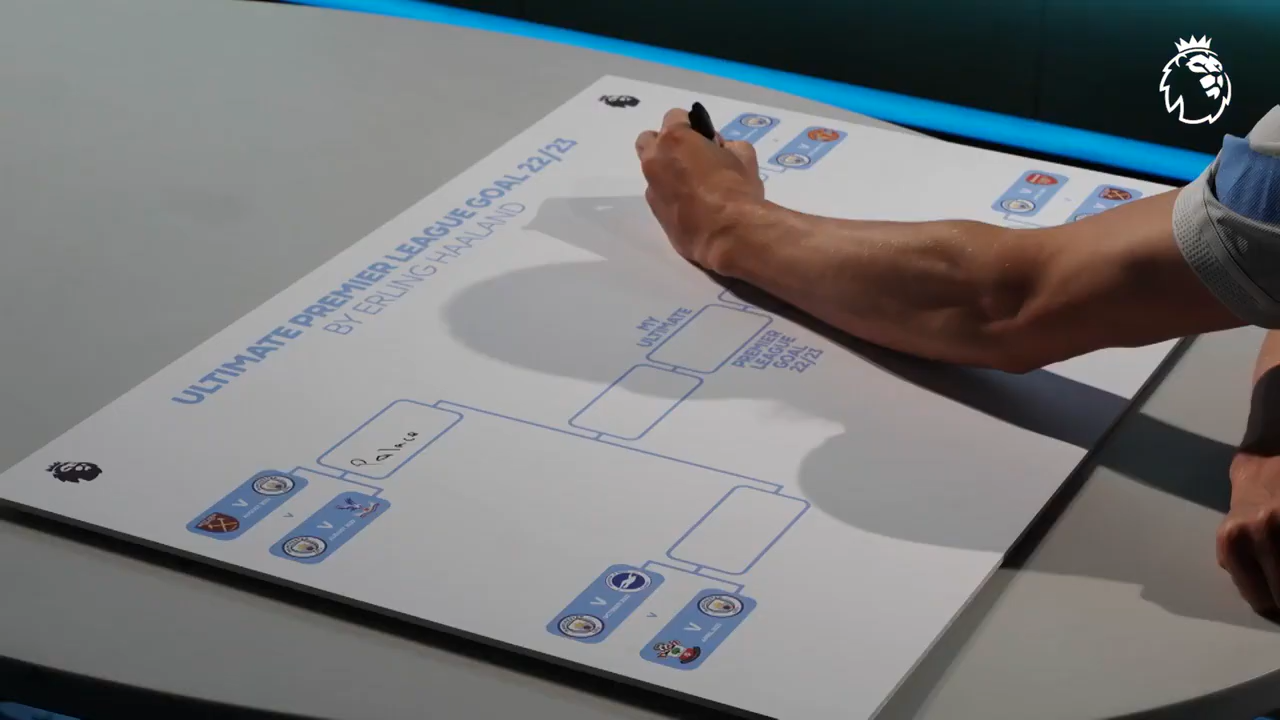 ULTIMATE PREMIER LEAGUE GOAL 22/23
BY ERLING HAALAND
MY
ULTIMATE
PREMIER
LEAGUE
GOAL
22/23
Palace
V
V
V
V
V
V
V